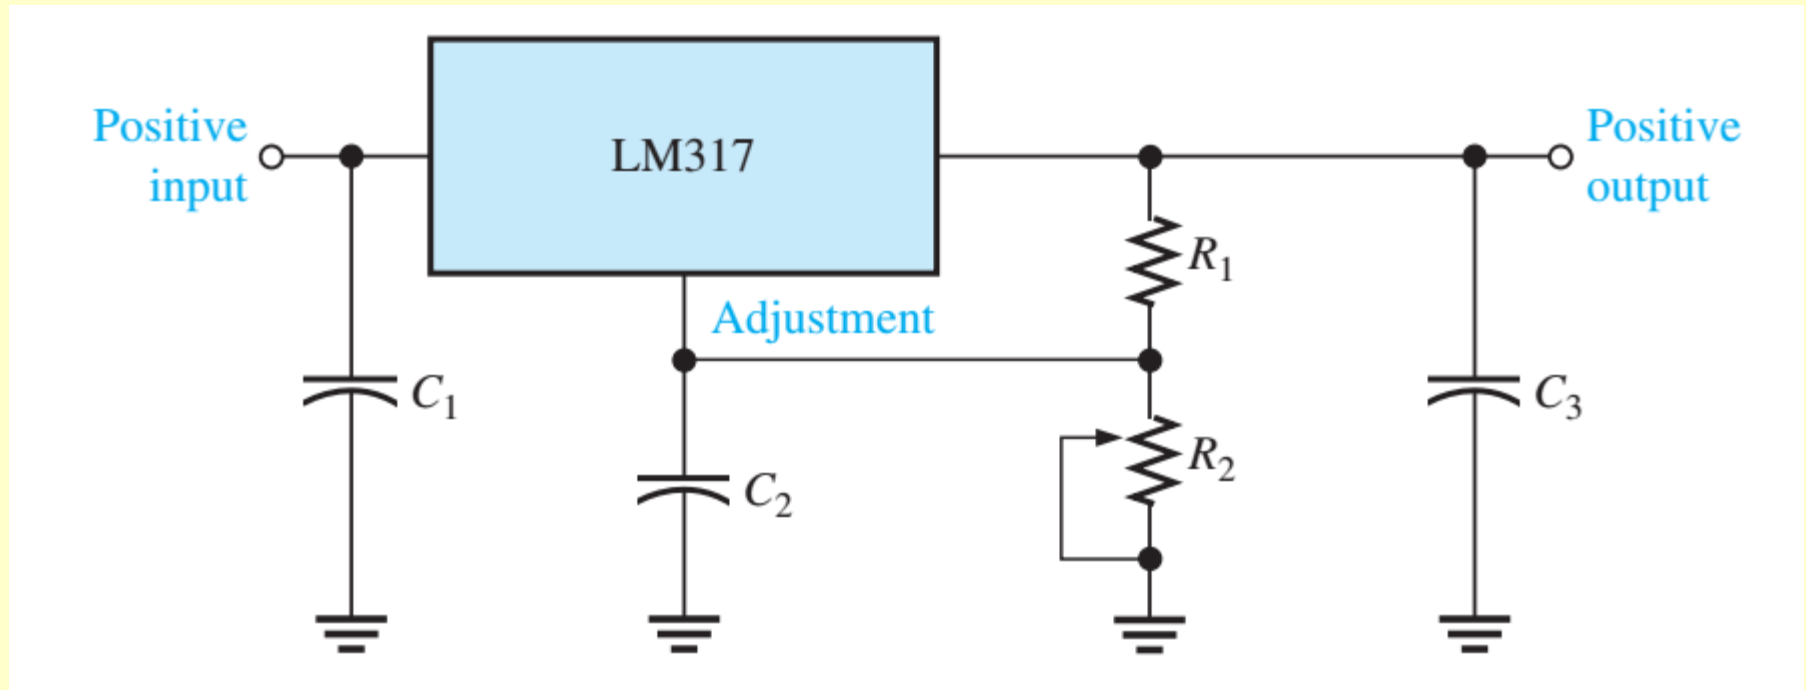 Positive
input
LM317
Positive
output
R1
Adjustment
C1
C3
R2
C2